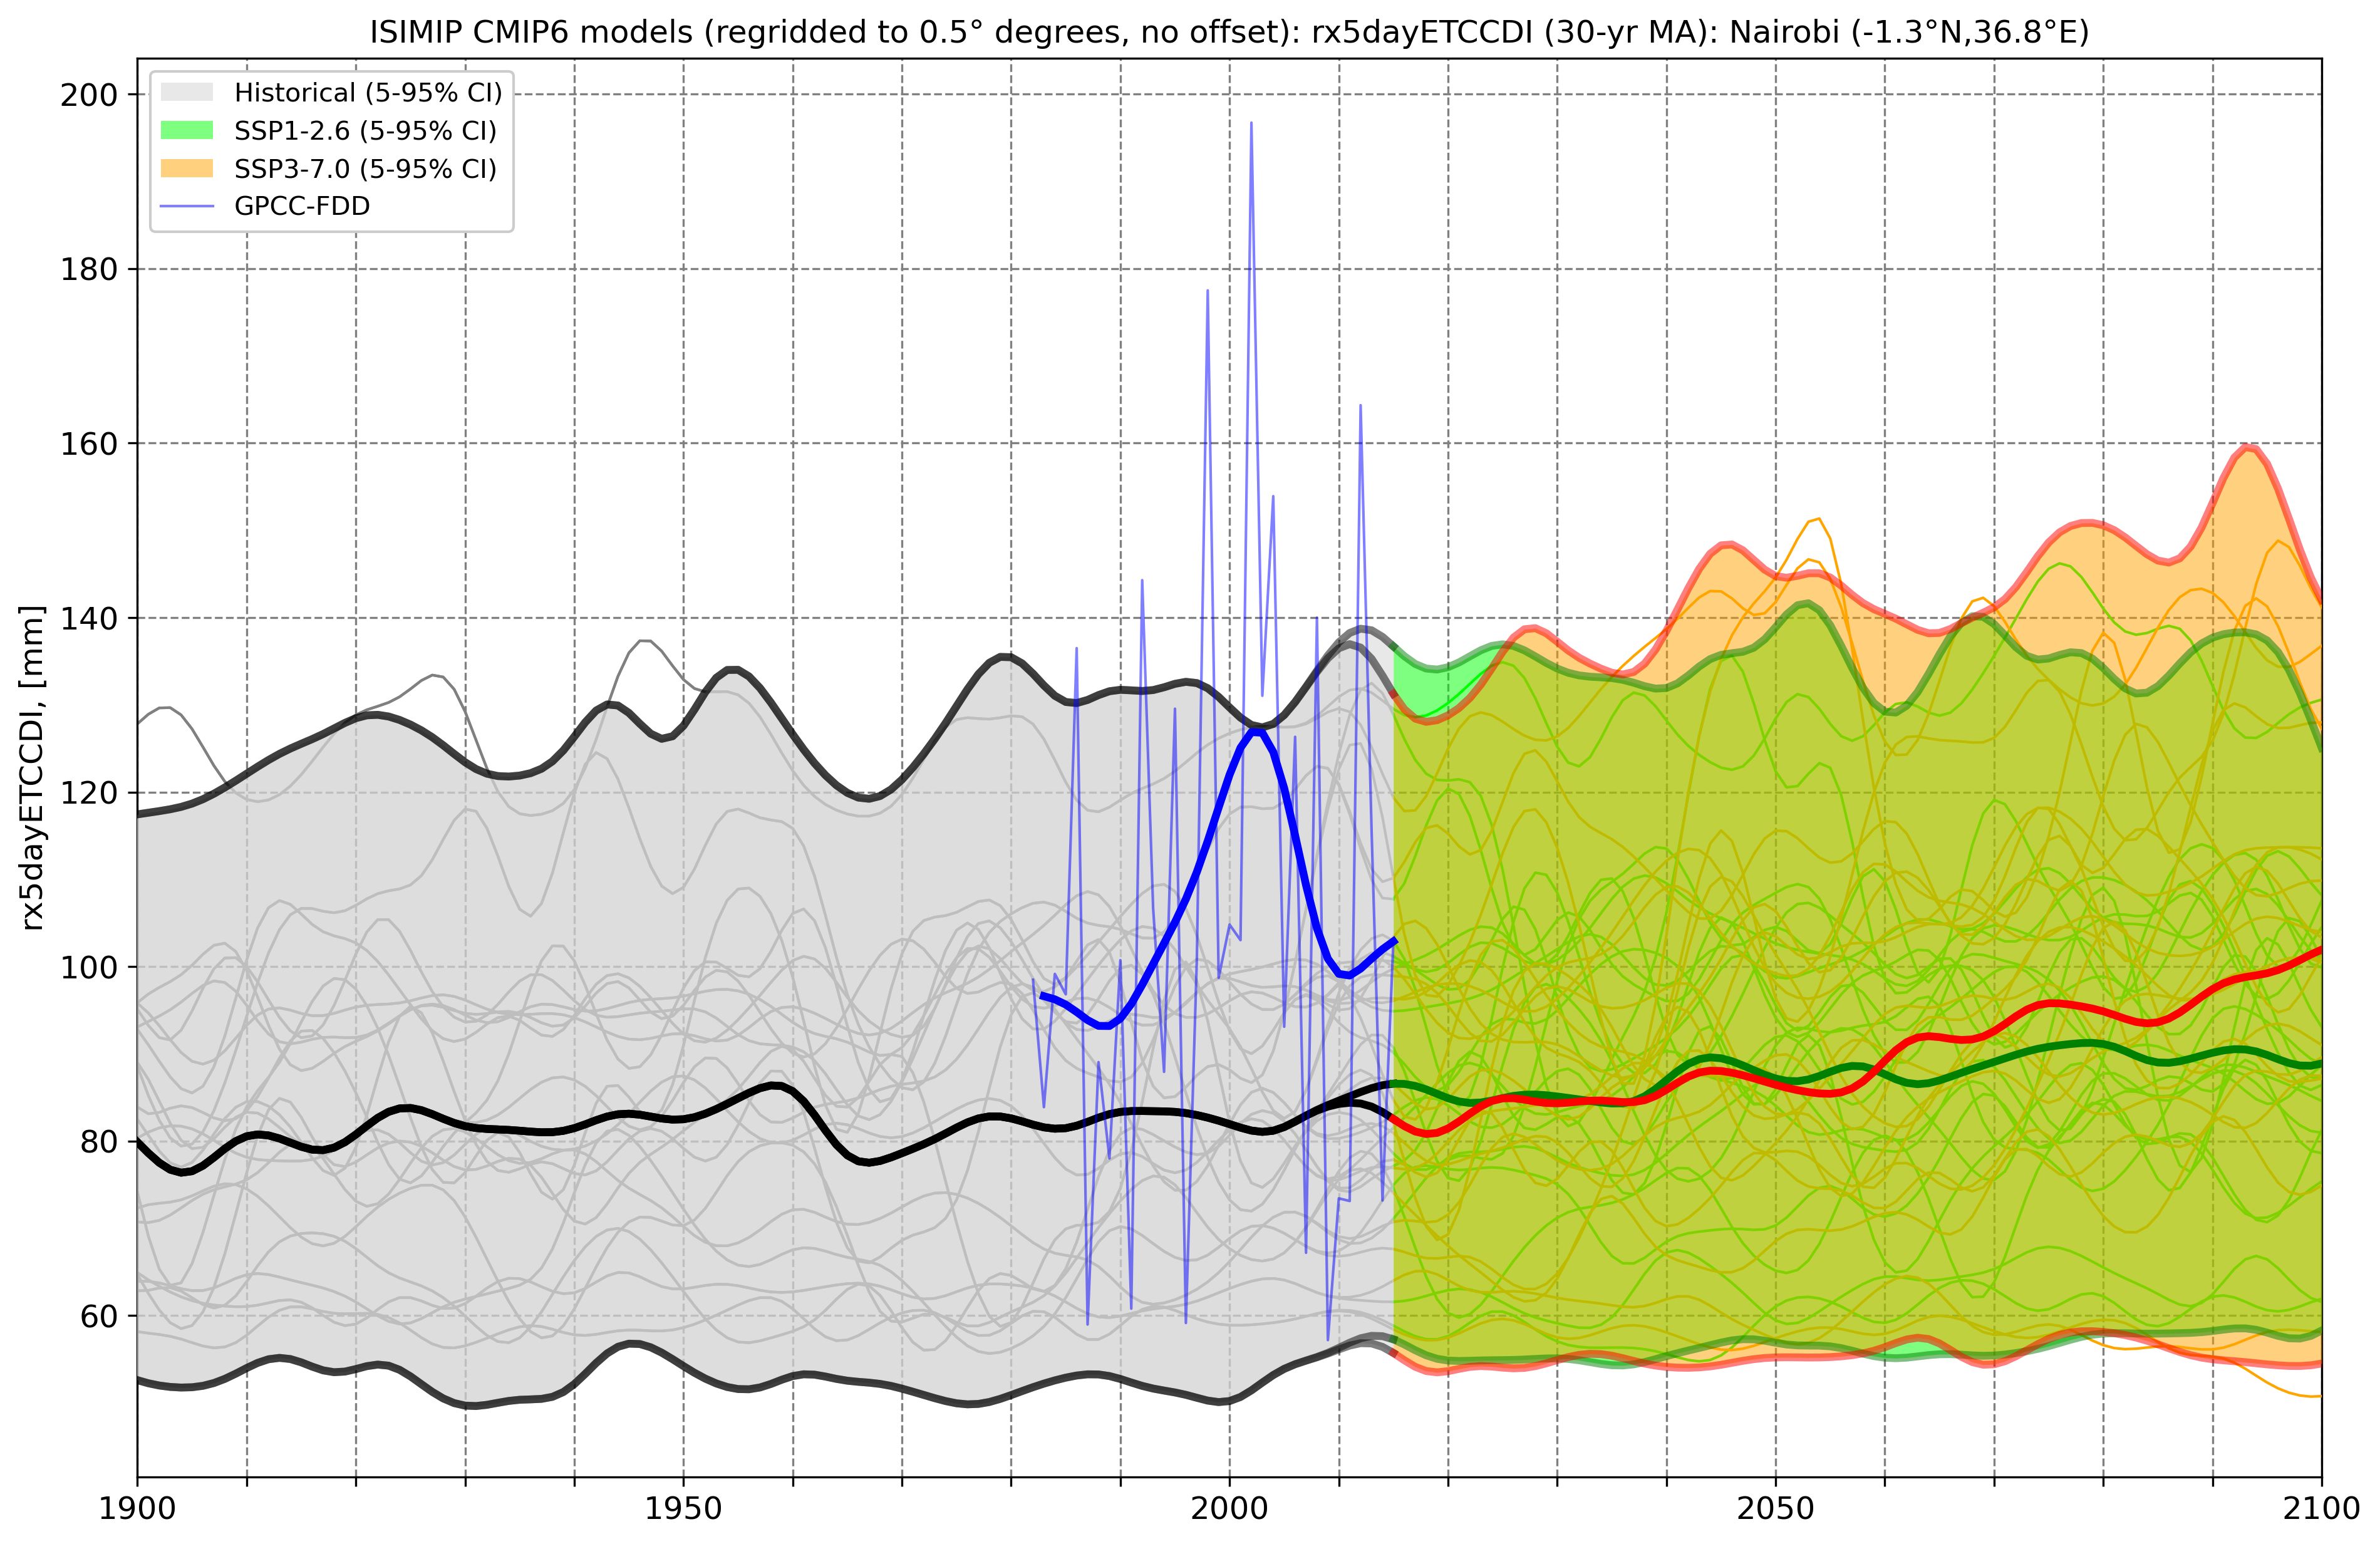 ISIMIP CMIP6 models (regridded to 0.5° degrees, no offset): rx5dayETCCDI (30-yr MA): Nairobi (-1.3°N,36.8°E)
Historical (5-95% CI)
SSP1-2.6 (5-95% CI)
SSP3-7.0 (5-95% CI)
GPCC-FDD
rx5dayETCCDI, [mm]
200
180
160
140
120
100
80
60
1900
1950
2000
2050
2100